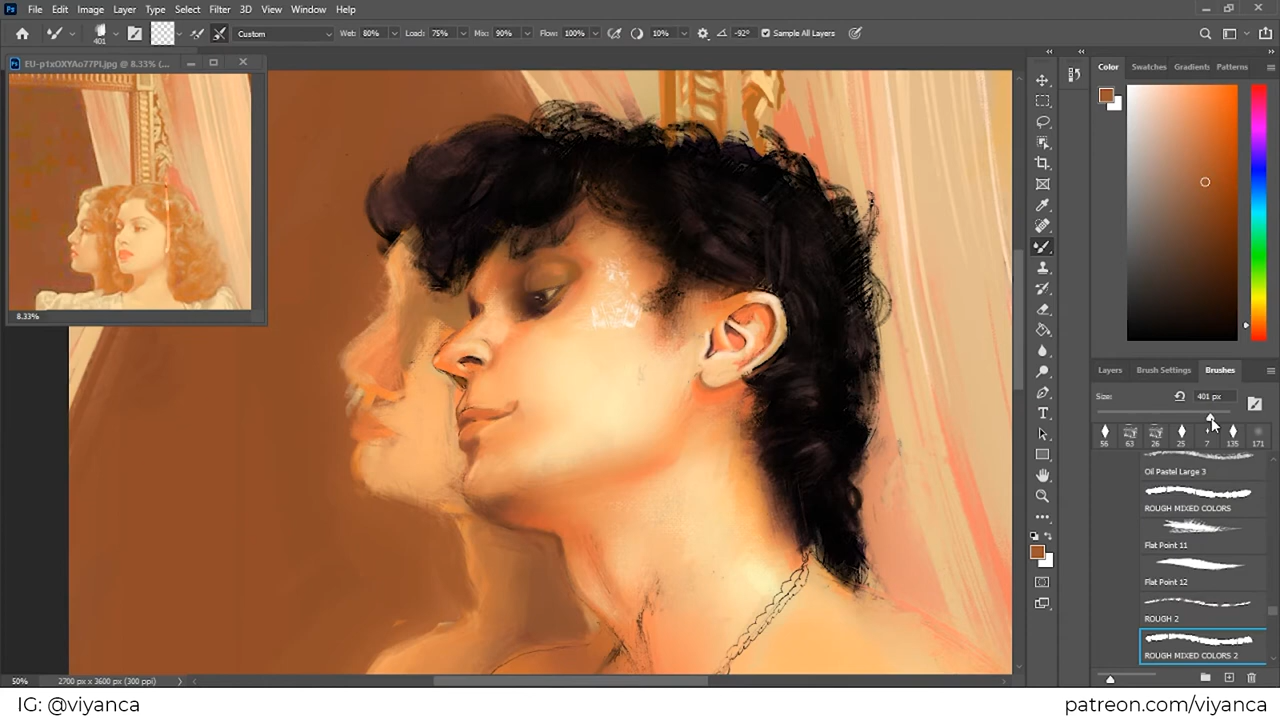 Ps File Edit Image Layer Type Select Filter 3D View Window Help
401 Custom Wet: 80% Load: 75% Mix: 90% Flow: 100% 10% -92° Sample All Layers
Ps EU-p1xOXYAo77PI.jpg @ 8.33% (...
8.33%
Color Swatches Gradients Patterns
Layers Brush Settings Brushes
Size: 401 px
56 63 26 25 7 135 171
Oil Pastel Large 3
ROUGH MIXED COLORS
Flat Point 11
Flat Point 12
ROUGH 2
ROUGH MIXED COLORS 2
50% 2700 px x 3600 px (300 ppi)
IG: @viyanca
patreon.com/viyanca